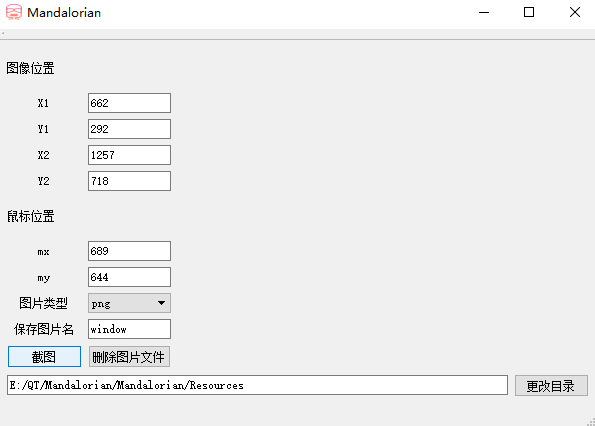 Mandalorian
图像位置
X1 662
Y1 292
X2 1257
Y2 718
鼠标位置
mx 689
my 644
图片类型 png
保存图片名 window
截图 删除图片文件
E:/QT/Mandalorian/Mandalorian/Resources 更改目录